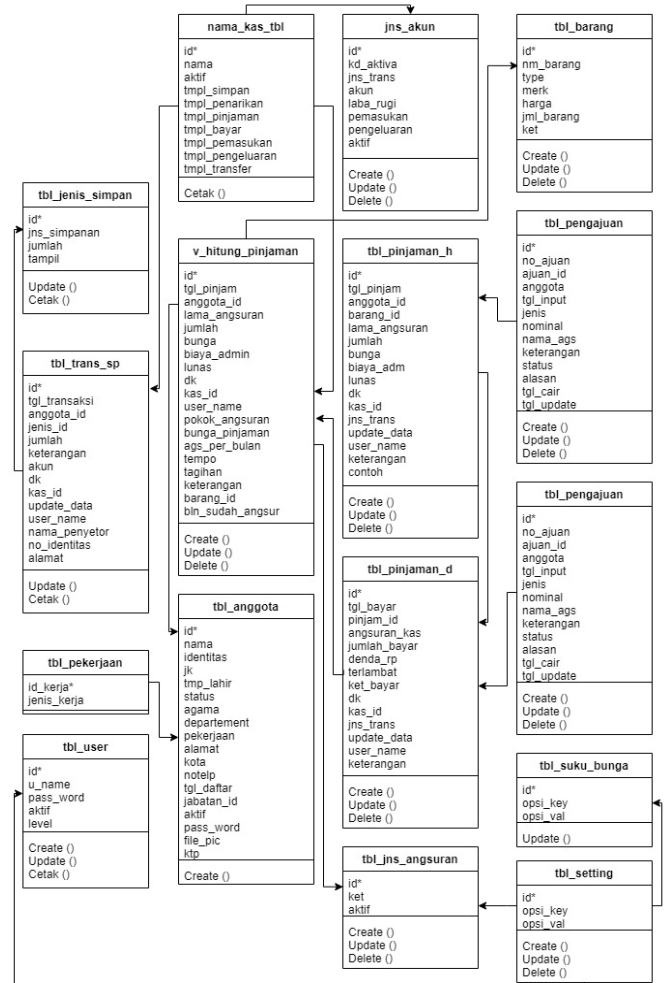 nama_kas_tbl
id*
nama
aktif
tmpl_simpan
tmpl_penarikan
tmpl_pinjaman
tmpl_bayar
tmpl_pemasukan
tmpl_pengeluaran
tmpl_transfer
Cetak ()
jns_akun
id*
kd_aktiva
jns_trans
akun
laba_rugi
pemasukan
pengeluaran
aktif
Create ()
Update ()
Delete ()
tbl_barang
id*
nm_barang
type
merk
harga
jml_barang
ket
Create ()
Update ()
Delete ()
tbl_jenis_simpan
id*
jns_simpanan
jumlah
tampil
Update ()
Cetak ()
v_hitung_pinjaman
id*
tgl_pinjam
anggota_id
lama_angsuran
jumlah
bunga
biaya_admin
lunas
dk
kas_id
user_name
pokok_angsuran
bunga_pinjaman
ags_per_bulan
tempo
tagihan
keterangan
barang_id
bln_sudah_angsur
Create ()
Update ()
Delete ()
tbl_pinjaman_h
id*
tgl_pinjam
anggota_id
barang_id
lama_angsuran
jumlah
bunga
biaya_adm
lunas
dk
kas_id
jns_trans
update_data
user_name
keterangan
contoh
Create ()
Update ()
Delete ()
tbl_pengajuan
id*
no_ajuan
ajuan_id
anggota
tgl_input
jenis
nominal
nama_ags
keterangan
status
alasan
tgl_cair
tgl_update
Create ()
Update ()
Delete ()
tbl_trans_sp
id*
tgl_transaksi
anggota_id
jenis_id
jumlah
keterangan
akun
dk
kas_id
update_data
user_name
nama_penyetor
no_identitas
alamat
Update ()
Cetak ()
tbl_pengajuan
id*
no_ajuan
ajuan_id
anggota
tgl_input
jenis
nominal
nama_ags
keterangan
status
alasan
tgl_cair
tgl_update
Create ()
Update ()
Delete ()
tbl_pinjaman_d
id*
tgl_bayar
pinjam_id
angsuran_kas
jumlah_bayar
denda_rp
terlambat
ket_bayar
dk
kas_id
jns_trans
update_data
user_name
keterangan
Create ()
Update ()
Delete ()
tbl_anggota
id*
nama
identitas
jk
tmp_lahir
status
agama
departement
pekerjaan
alamat
kota
notelp
tgl_daftar
jabatan_id
aktif
pass_word
file_pic
ktp
Create ()
tbl_pekerjaan
id_kerja*
jenis_kerja
tbl_user
id*
u_name
pass_word
aktif
level
Create ()
Update ()
Cetak ()
tbl_suku_bunga
id*
opsi_key
opsi_val
Update ()
tbl_jns_angsuran
id*
ket
aktif
Create ()
Update ()
Delete ()
tbl_setting
id*
opsi_key
opsi_val
Create ()
Update ()
Delete ()